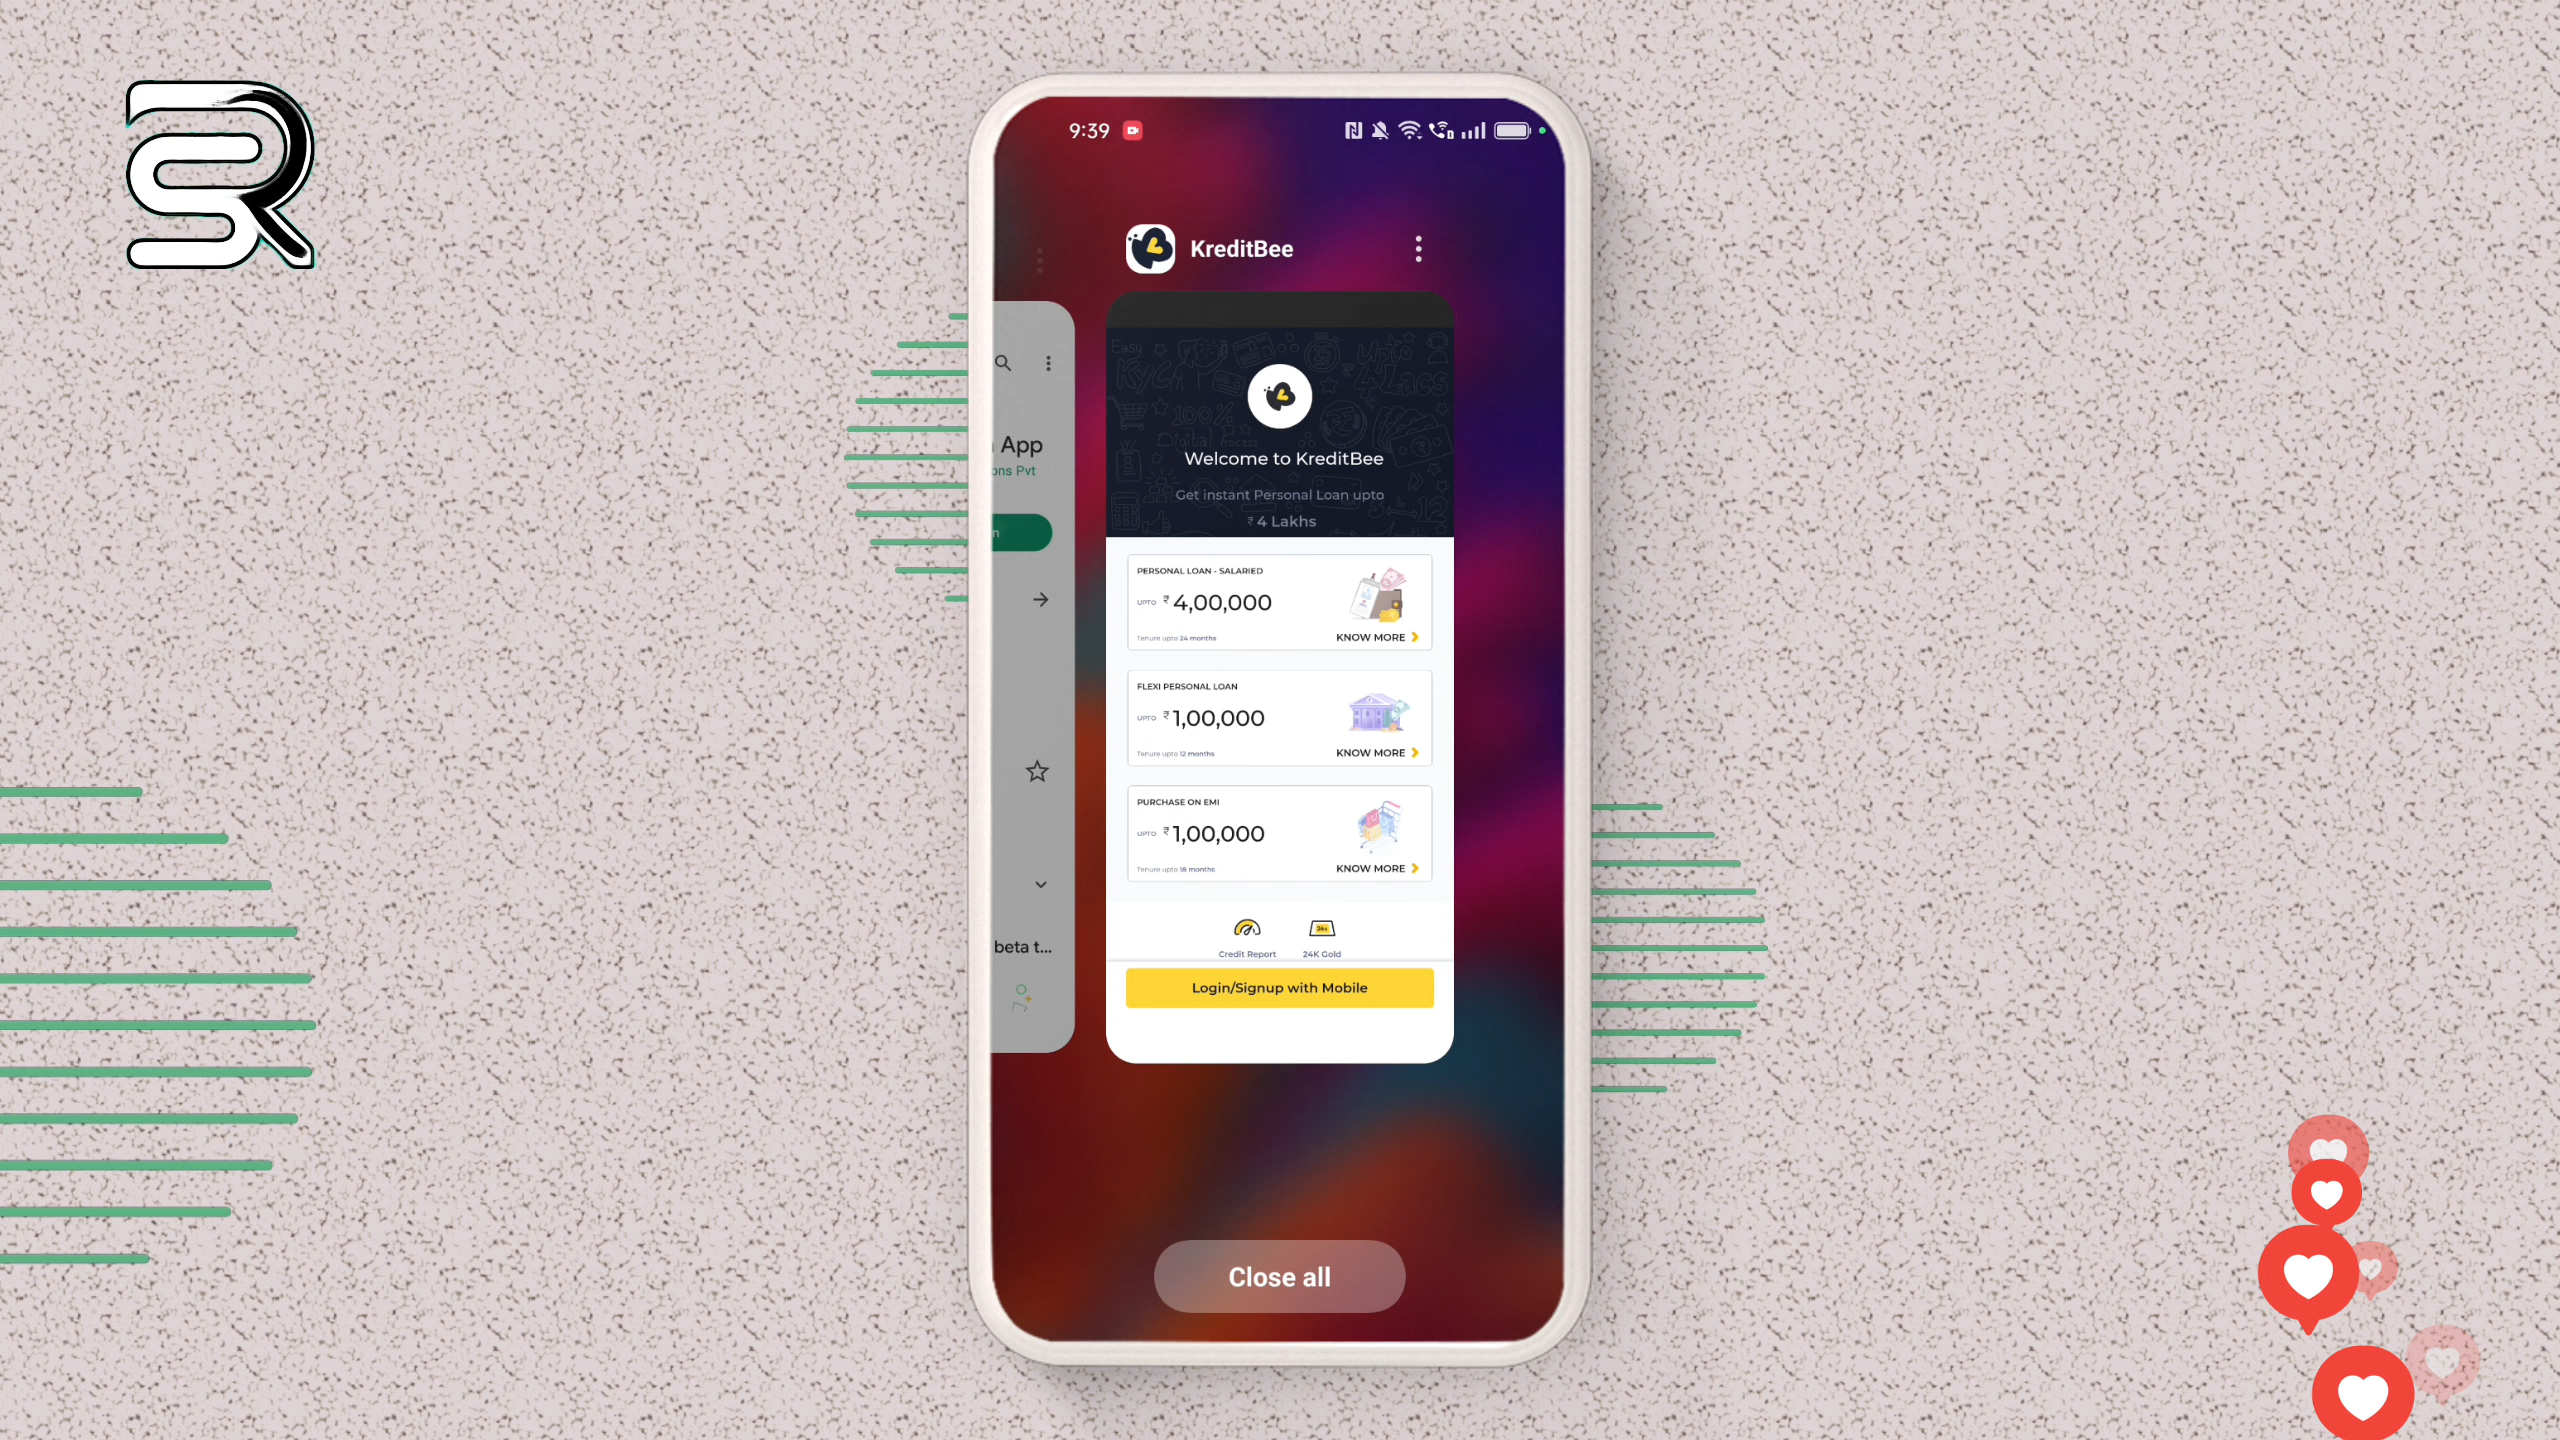 9:39
KreditBee
App
ons Pvt
n
beta t...
Welcome to KreditBee
Get instant Personal Loan upto
₹ 4 Lakhs
PERSONAL LOAN - SALARIED
UPTO ₹ 4,00,000
Tenure upto 24 months
KNOW MORE
FLEXI PERSONAL LOAN
UPTO ₹ 1,00,000
Tenure upto 12 months
KNOW MORE
PURCHASE ON EMI
UPTO ₹ 1,00,000
Tenure upto 18 months
KNOW MORE
Credit Report
24K Gold
Login/Signup with Mobile
Close all